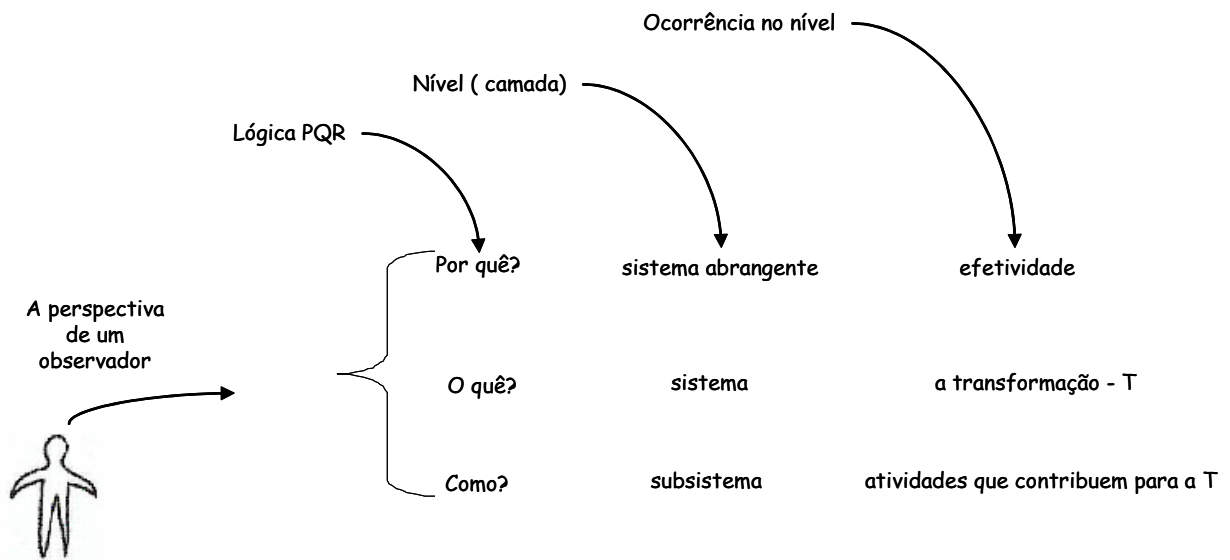 Ocorrência no nível
Nível ( camada)
Lógica PQR
Por quê? sistema abrangente efetividade
A perspectiva
de um
observador
O quê? sistema a transformação - T
Como? subsistema atividades que contribuem para a T